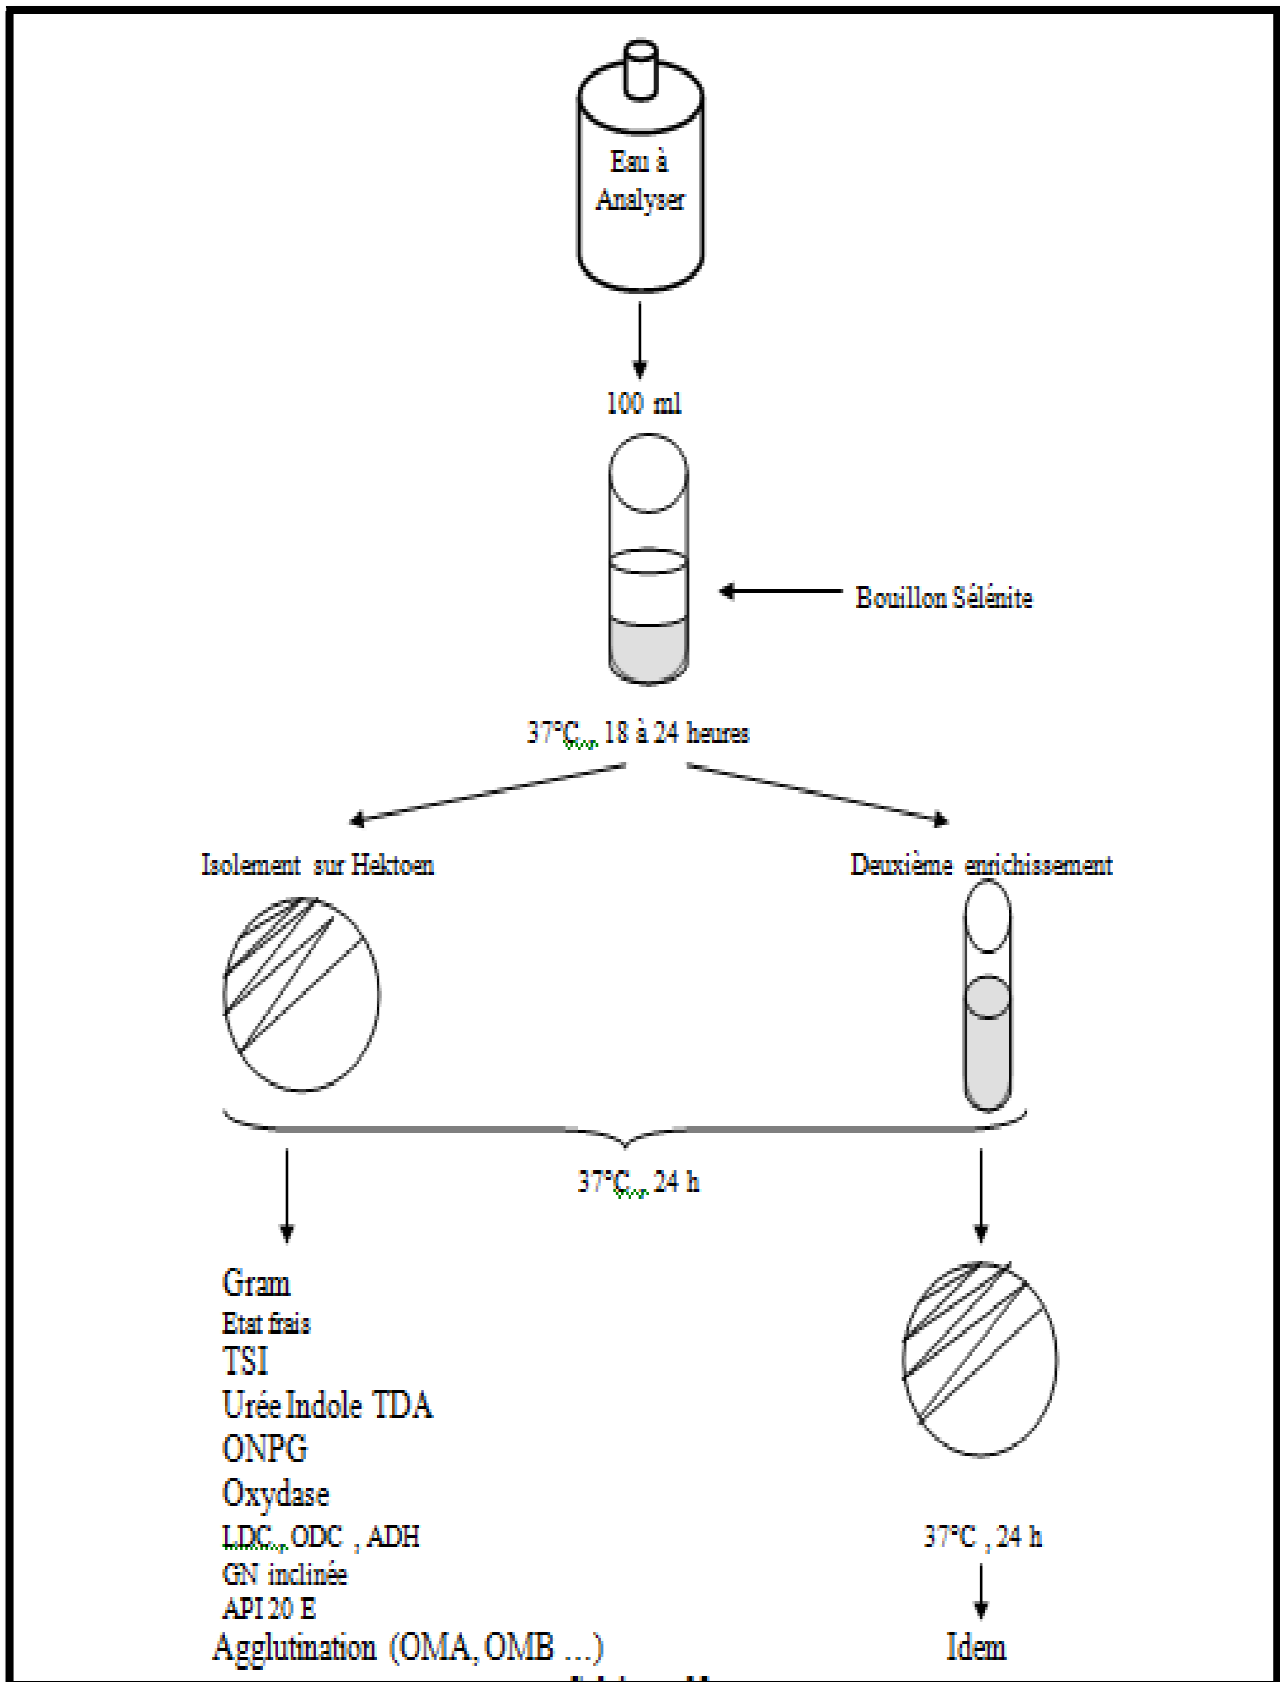 Eau à
Analyser
100 ml
Bouillon Sélénite
37°C , 18 à 24 heures
Isolement sur Hektoen
Deuxième enrichissement
37°C , 24 h
Gram
Etat frais
TSI
Urée Indole TDA
ONPG
Oxydase
LDC , ODC , ADH
GN inclinée
API 20 E
Agglutination (OMA, OMB ...)
37°C , 24 h
Idem